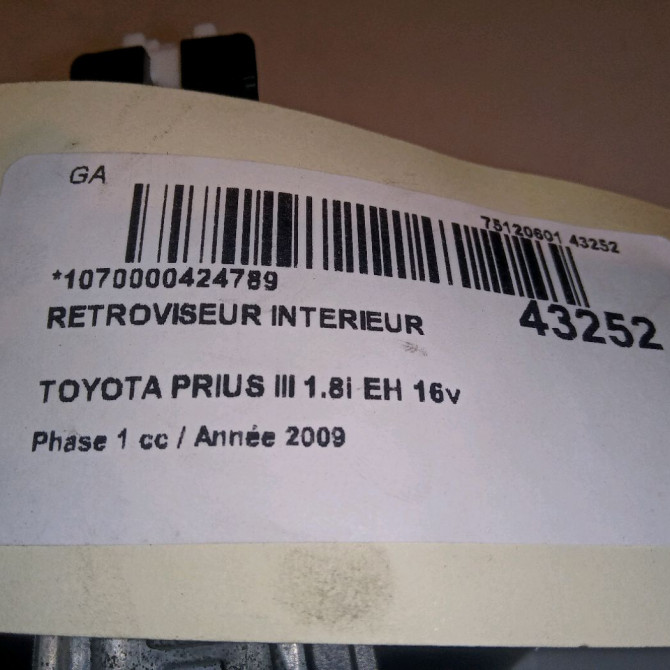 GA
75120601 43252
*1070000424789
RETROVISEUR INTERIEUR
43252
TOYOTA PRIUS III 1.8i EH 16v
Phase 1 cc / Année 2009